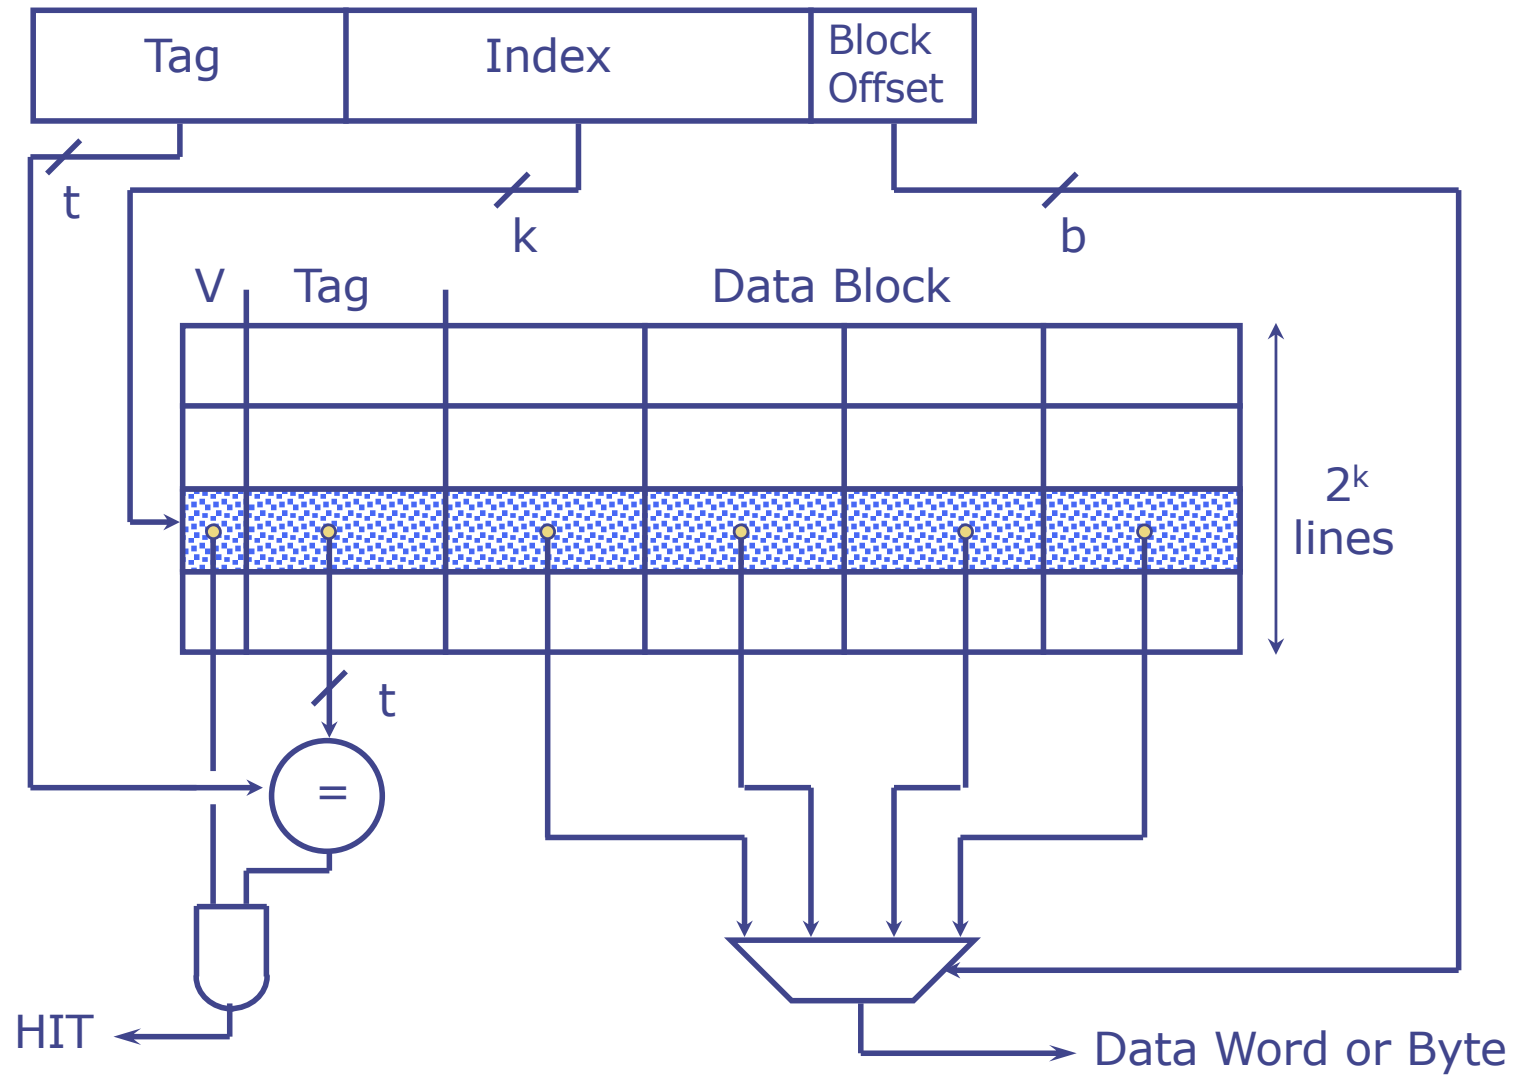 Tag
Index
Block
Offset
t
k
b
V
Tag
Data Block
2ᵏ
lines
t
=
HIT
Data Word or Byte